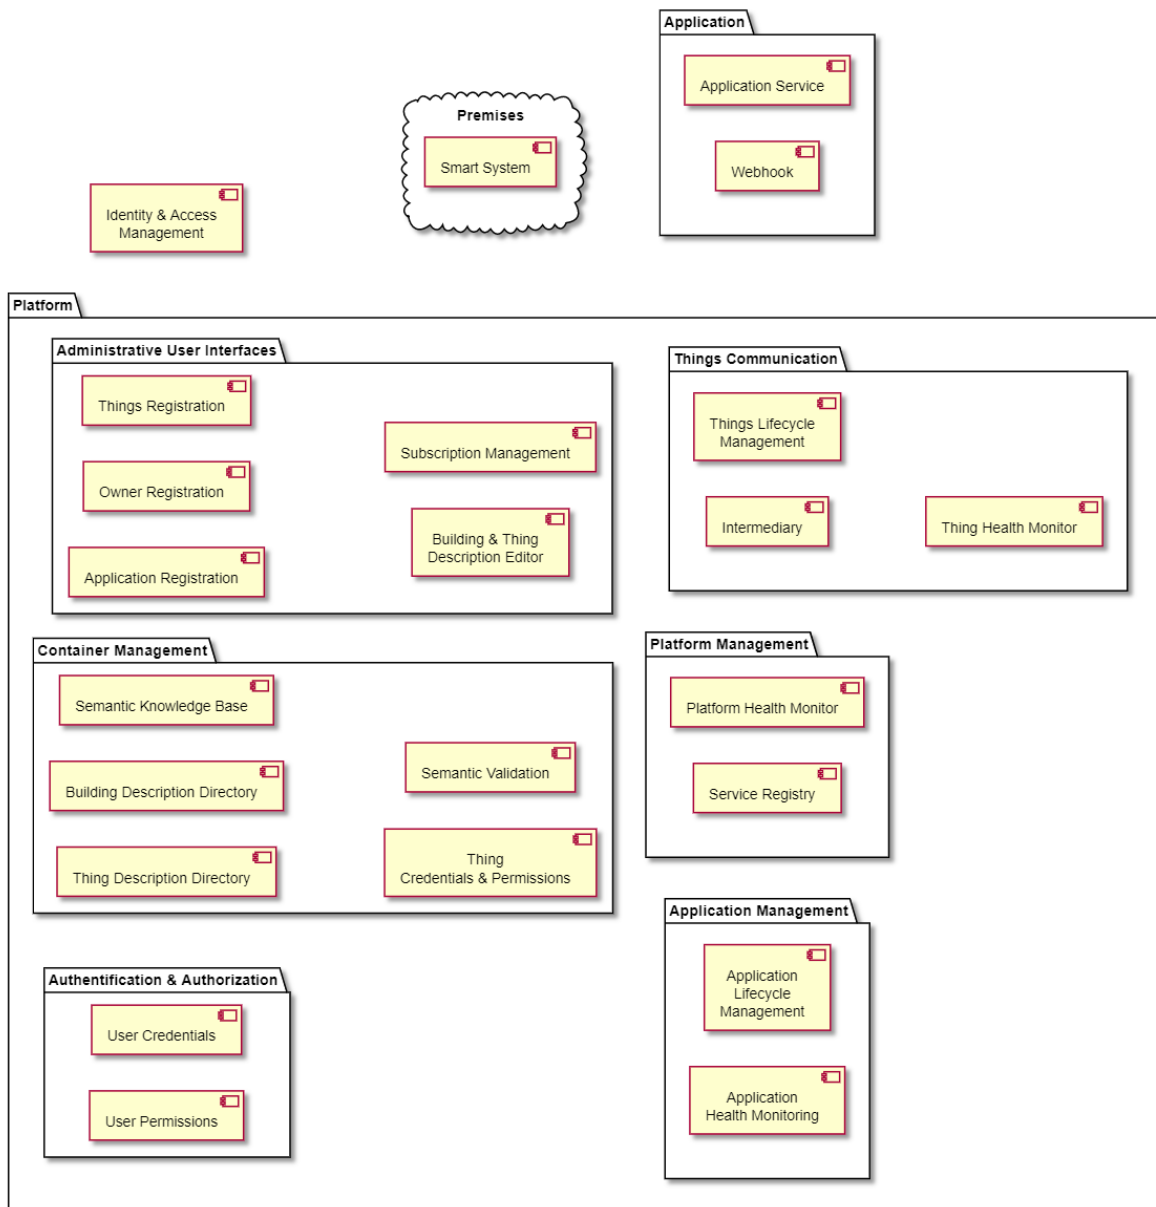 Application
Application Service
Webhook
Premises
Smart System
Identity & Access
Management
Platform
Administrative User Interfaces
Things Registration
Owner Registration
Application Registration
Subscription Management
Building & Thing
Description Editor
Things Communication
Things Lifecycle
Management
Intermediary
Thing Health Monitor
Container Management
Semantic Knowledge Base
Building Description Directory
Thing Description Directory
Semantic Validation
Thing
Credentials & Permissions
Platform Management
Platform Health Monitor
Service Registry
Authentification & Authorization
User Credentials
User Permissions
Application Management
Application
Lifecycle
Management
Application
Health Monitoring